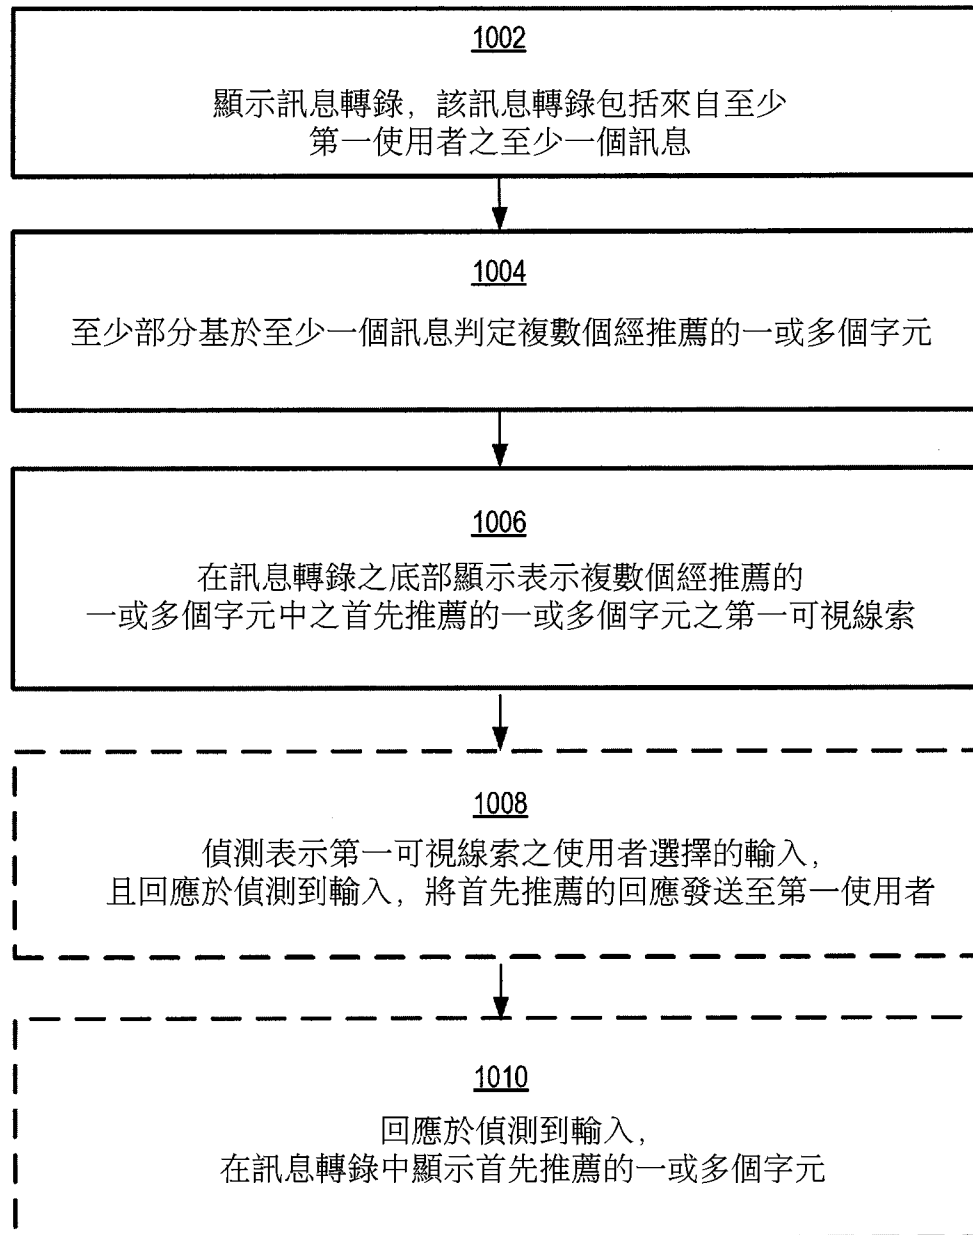 1002
顯示訊息轉錄，該訊息轉錄包括來自至少
第一使用者之至少一個訊息
1004
至少部分基於至少一個訊息判定複數個經推薦的一或多個字元
1006
在訊息轉錄之底部顯示表示複數個經推薦的
一或多個字元中之首先推薦的一或多個字元之第一可視線索
1008
偵測表示第一可視線索之使用者選擇的輸入，
且回應於偵測到輸入，將首先推薦的回應發送至第一使用者
1010
回應於偵測到輸入，
在訊息轉錄中顯示首先推薦的一或多個字元